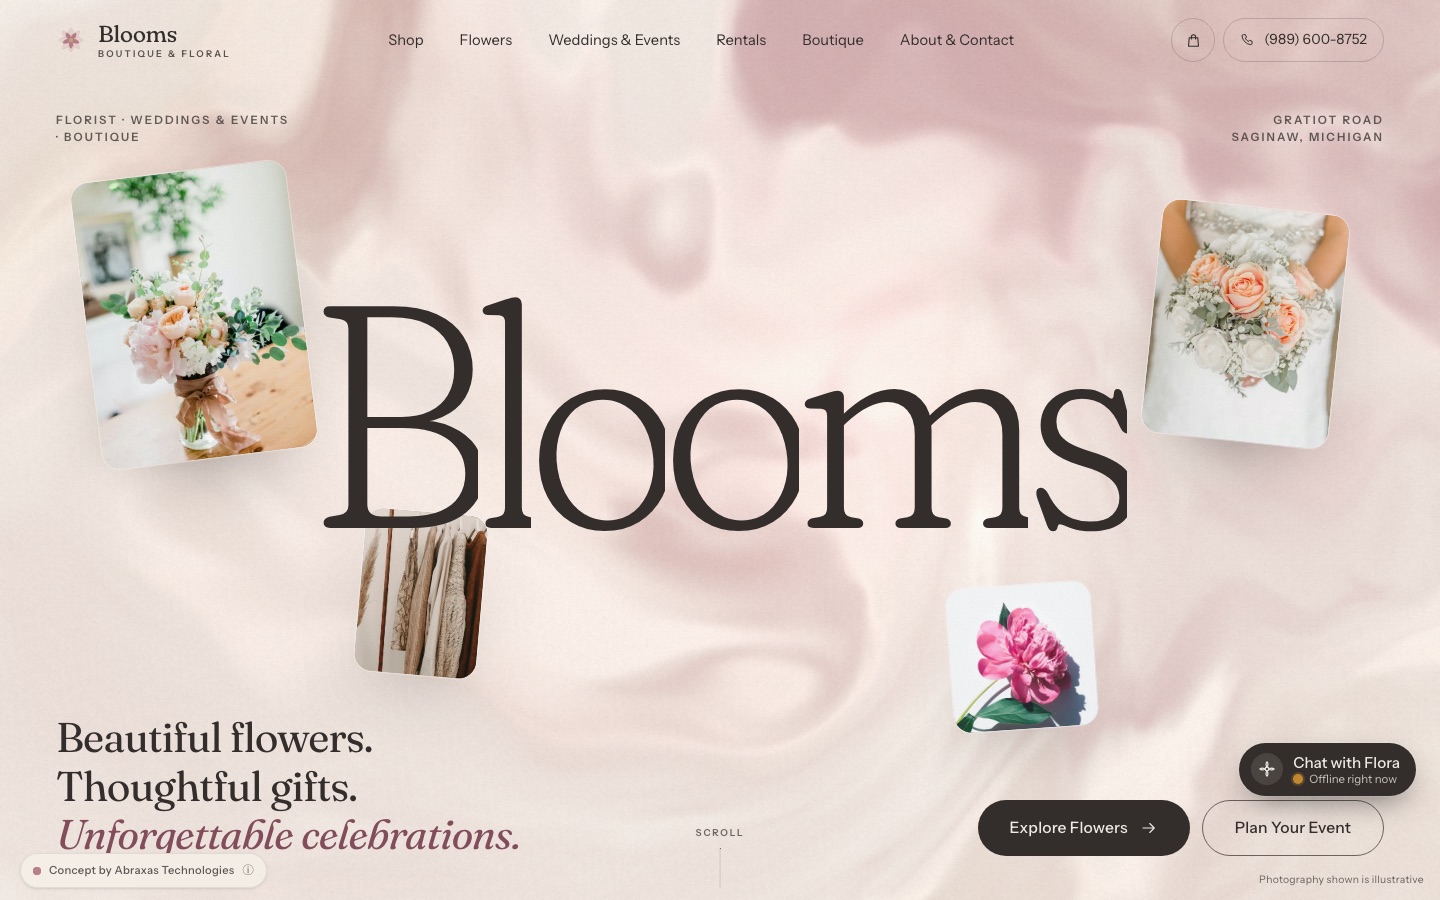 Blooms
BOUTIQUE & FLORAL
Shop
Flowers
Weddings & Events
Rentals
Boutique
About & Contact
(989) 600-8752
FLORIST · WEDDINGS & EVENTS
· BOUTIQUE
GRATIOT ROAD
SAGINAW, MICHIGAN
Blooms
Beautiful flowers.
Thoughtful gifts.
Unforgettable celebrations.
SCROLL
Explore Flowers →
Plan Your Event
Chat with Flora
Offline right now
Concept by Abraxas Technologies ⓘ
Photography shown is illustrative